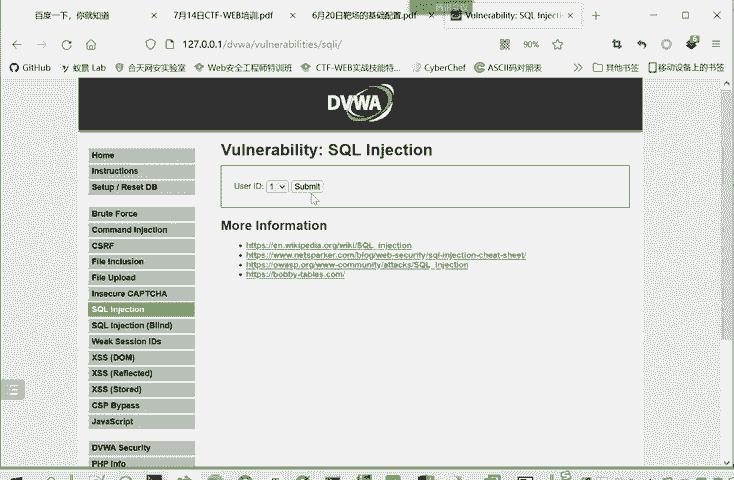 百度一下，你就知道
7月14日CTF-WEB培训.pdf
6月20日靶场的基础配置.pdf
Vulnerability: SQL Injecti
127.0.0.1/dvwa/vulnerabilities/sqli/
90%
GitHub
蚁景 Lab
合天网安实验室
Web安全工程师特训班
CTF-WEB实战技能特...
CyberChef
ASCII码对照表
其他书签
移动设备上的书签
DVWA
Home
Instructions
Setup / Reset DB
Brute Force
Command Injection
CSRF
File Inclusion
File Upload
Insecure CAPTCHA
SQL Injection
SQL Injection (Blind)
Weak Session IDs
XSS (DOM)
XSS (Reflected)
XSS (Stored)
CSP Bypass
JavaScript
DVWA Security
PHP Info
Vulnerability: SQL Injection
User ID: 1 Submit
More Information
https://en.wikipedia.org/wiki/SQL_injection
https://www.netsparker.com/blog/web-security/sql-injection-cheat-sheet/
https://owasp.org/www-community/attacks/SQL_Injection
https://bobby-tables.com/